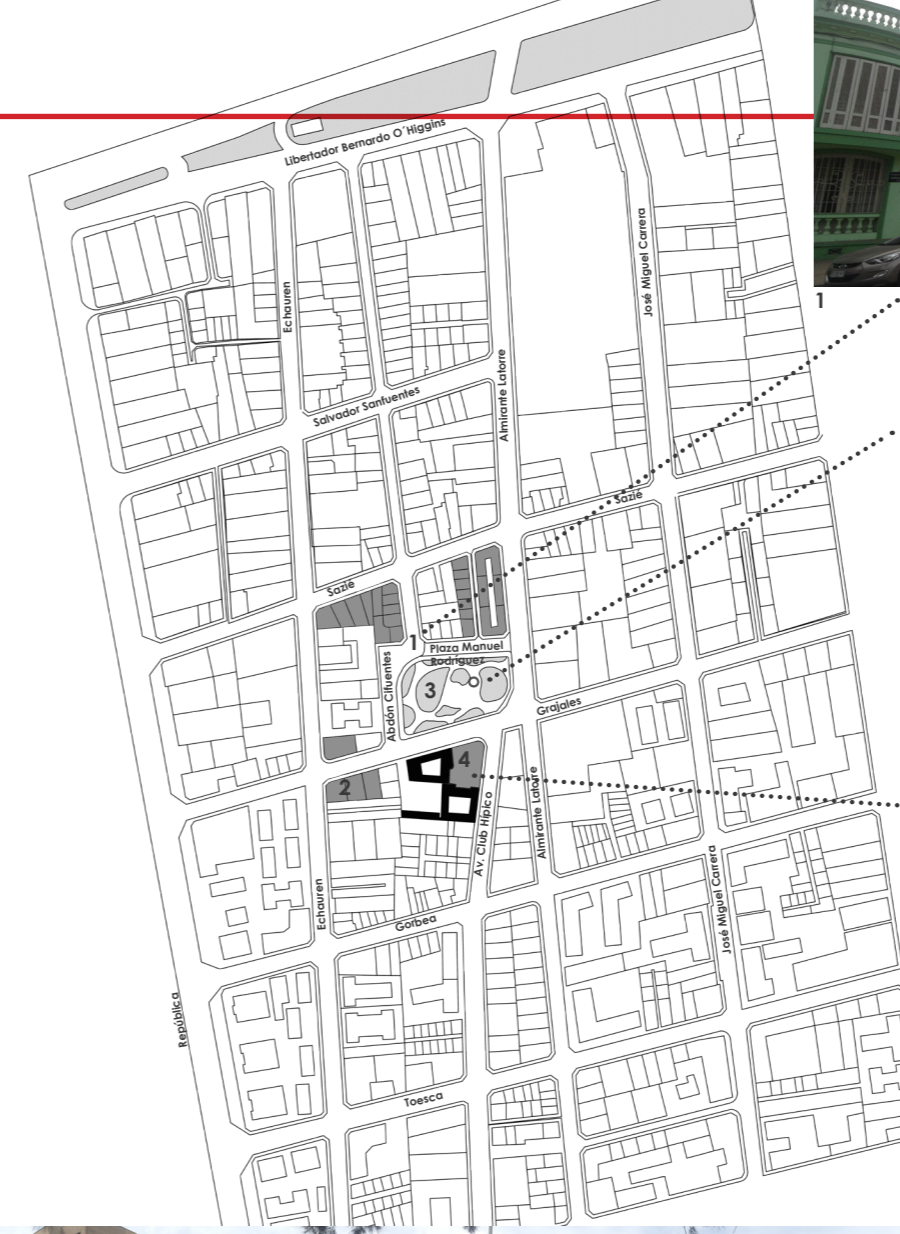 Libertador Bernardo O´Higgins
José Miguel Carrera
Echauren
1
Almirante Latorre
Salvador Sanfuentes
Sazié
Sazié
1
Plaza Manuel
Rodríguez
Abdón Cifuentes
3
Grajales
4
2
Av. Club Hípico
Almirante Latorre
José Miguel Carrera
Echauren
Gorbea
República
Toesca